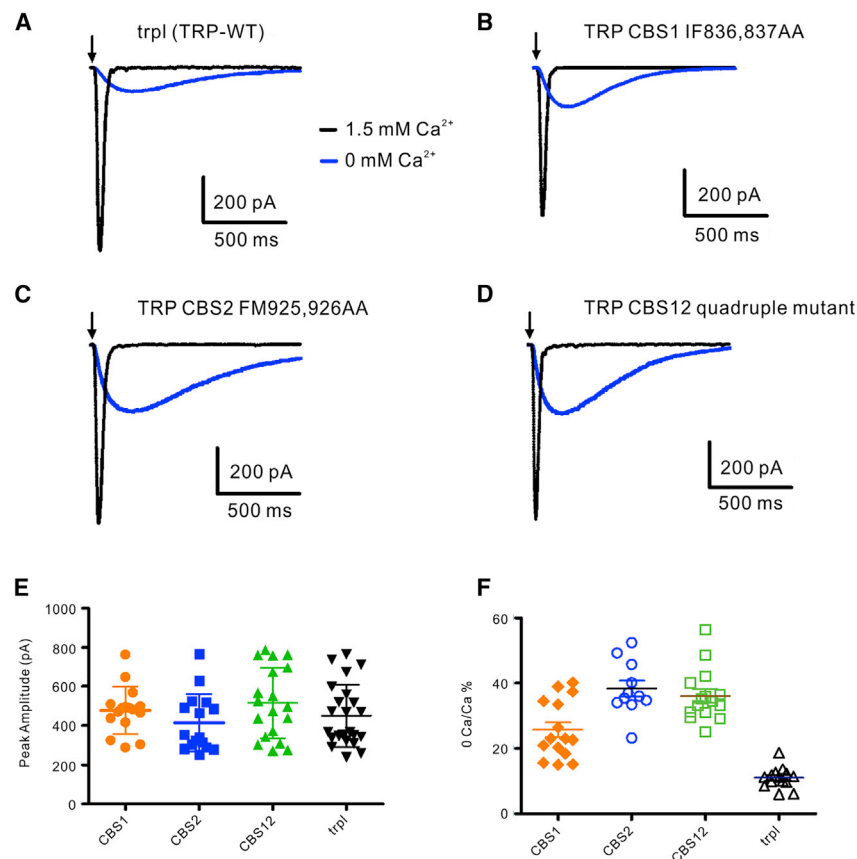 A
trpl (TRP-WT)
1.5 mM Ca²⁺
0 mM Ca²⁺
200 pA
500 ms
B
TRP CBS1 IF836,837AA
200 pA
500 ms
C
TRP CBS2 FM925,926AA
200 pA
500 ms
D
TRP CBS12 quadruple mutant
200 pA
500 ms
E
Peak Amplitude (pA)
1000
800
600
400
200
0
CBS1
CBS2
CBS12
trpl
F
0 Ca/Ca %
60
40
20
0
CBS1
CBS2
CBS12
trpl